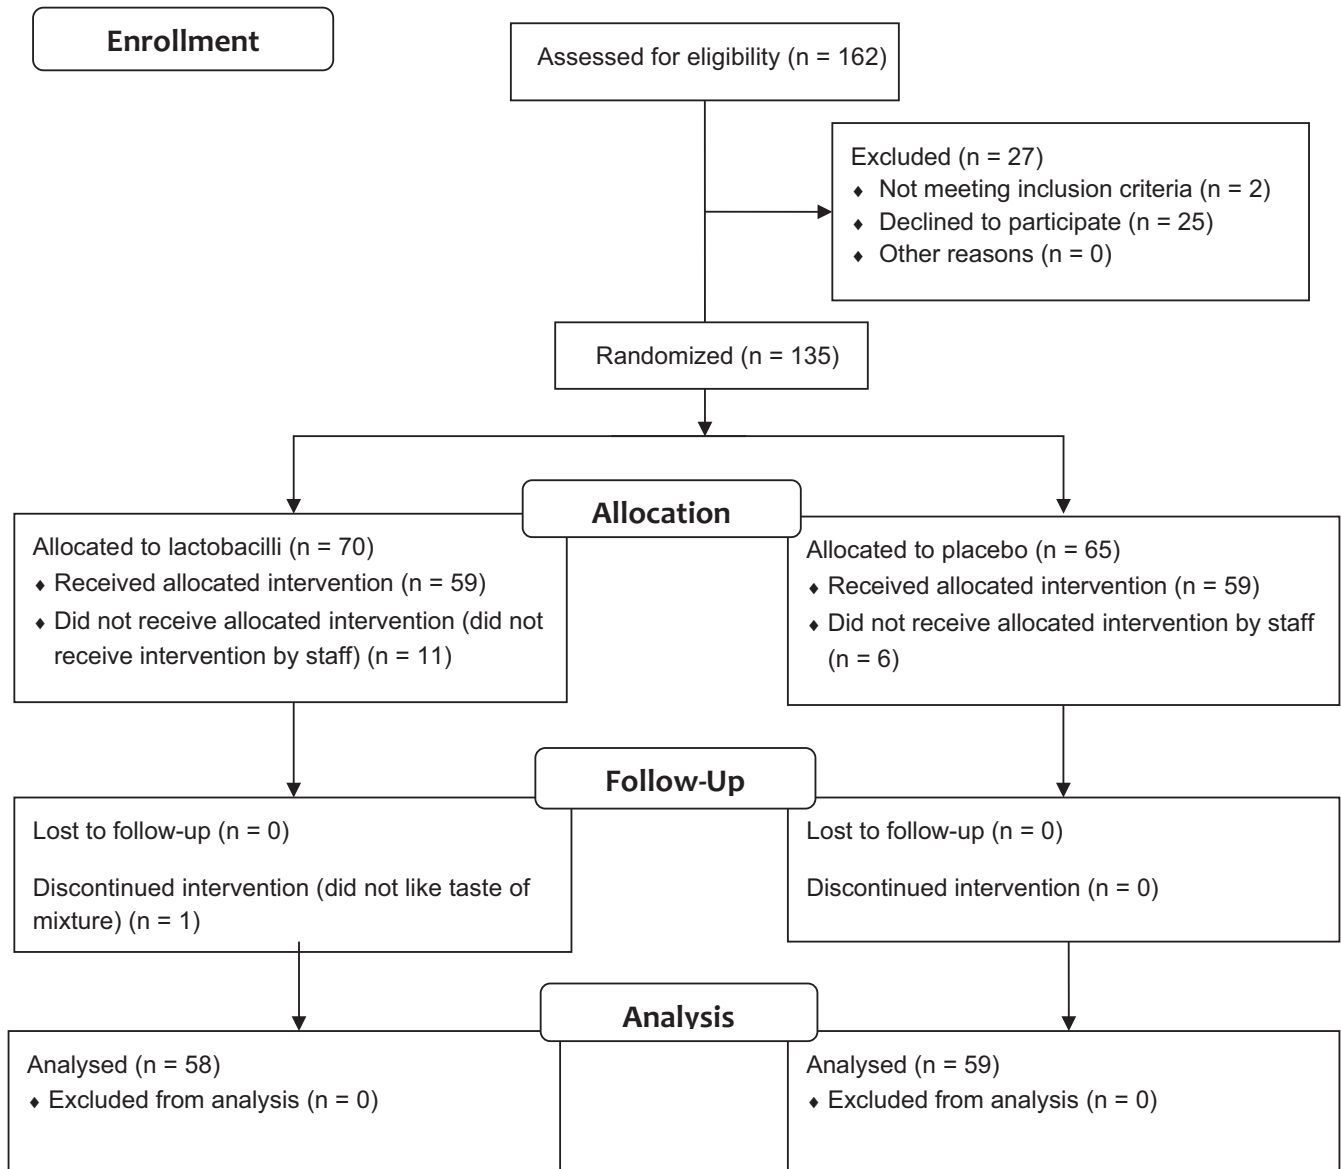 Enrollment
Assessed for eligibility (n = 162)
Excluded (n = 27)
♦ Not meeting inclusion criteria (n = 2)
♦ Declined to participate (n = 25)
♦ Other reasons (n = 0)
Randomized (n = 135)
Allocation
Allocated to lactobacilli (n = 70)
♦ Received allocated intervention (n = 59)
♦ Did not receive allocated intervention (did not
receive intervention by staff) (n = 11)
Allocated to placebo (n = 65)
♦ Received allocated intervention (n = 59)
♦ Did not receive allocated intervention by staff
(n = 6)
Follow-Up
Lost to follow-up (n = 0)
Discontinued intervention (did not like taste of
mixture) (n = 1)
Lost to follow-up (n = 0)
Discontinued intervention (n = 0)
Analysis
Analysed (n = 58)
♦ Excluded from analysis (n = 0)
Analysed (n = 59)
♦ Excluded from analysis (n = 0)